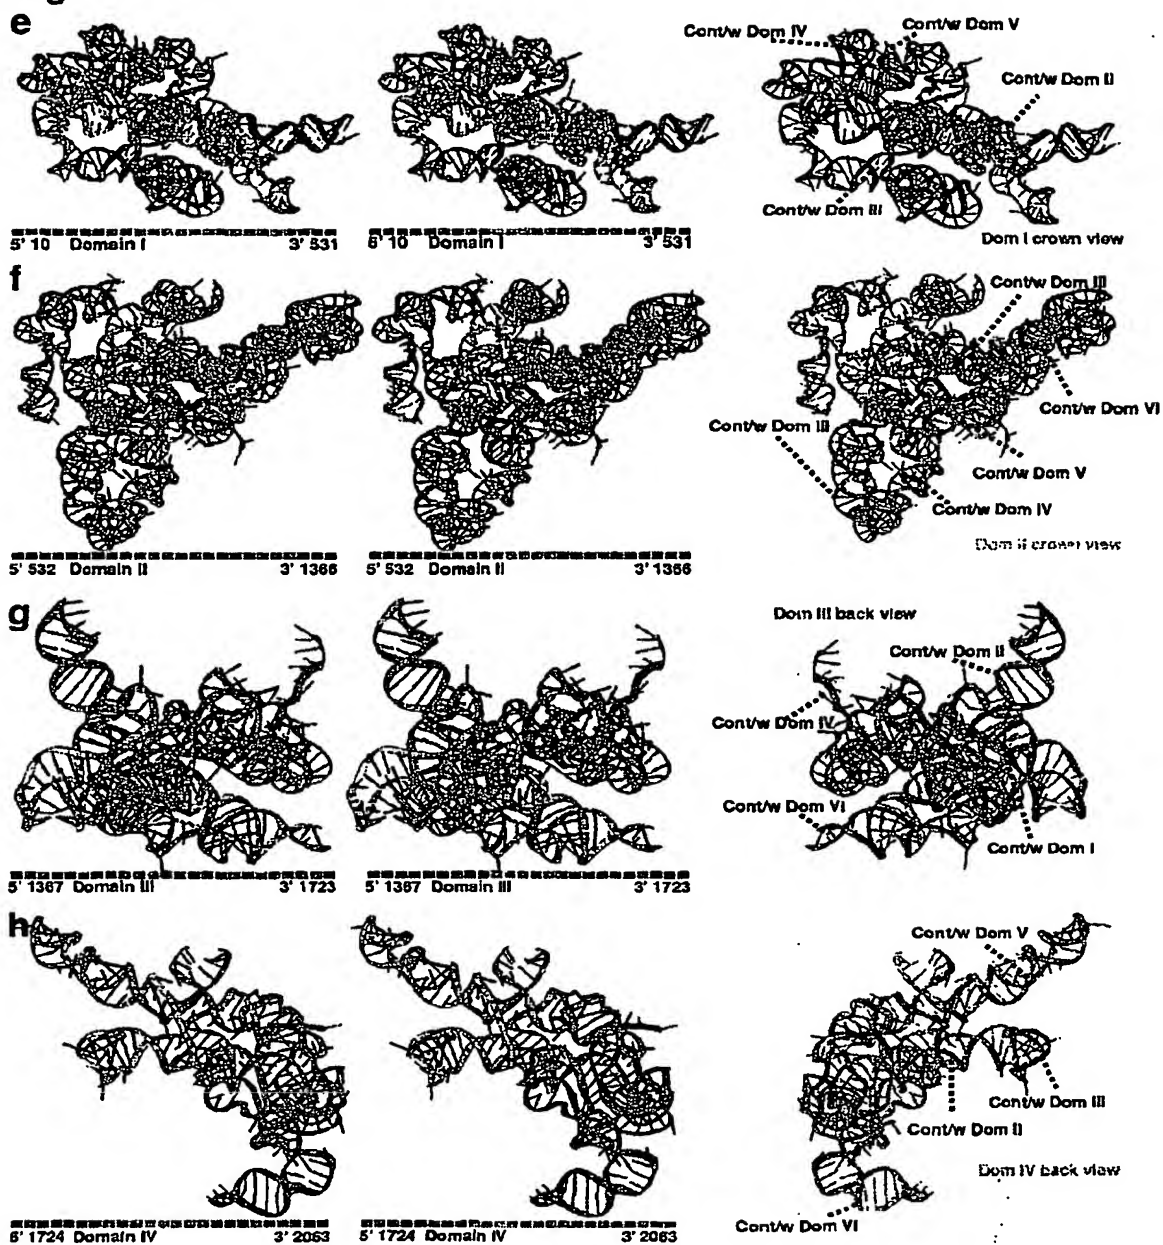 e
Cont/w Dom IV
Cont/w Dom V
Cont/w Dom II
Cont/w Dom III
5' 10 Domain I 3' 531
6' 10 Domain I 3' 531
Dom I crown view
f
Cont/w Dom III
Cont/w Dom VI
Cont/w Dom III
Cont/w Dom V
Cont/w Dom IV
Dom II crown view
5' 532 Domain II 3' 1366
5' 532 Domain II 3' 1356
g
Dom III back view
Cont/w Dom II
Cont/w Dom IV
Cont/w Dom VI
Cont/w Dom I
5' 1367 Domain III 3' 1723
5' 1367 Domain III 3' 1723
h
Cont/w Dom V
Cont/w Dom III
Cont/w Dom II
Dom IV back view
Cont/w Dom VI
6' 1724 Domain IV 3' 2053
5' 1724 Domain IV 3' 2063